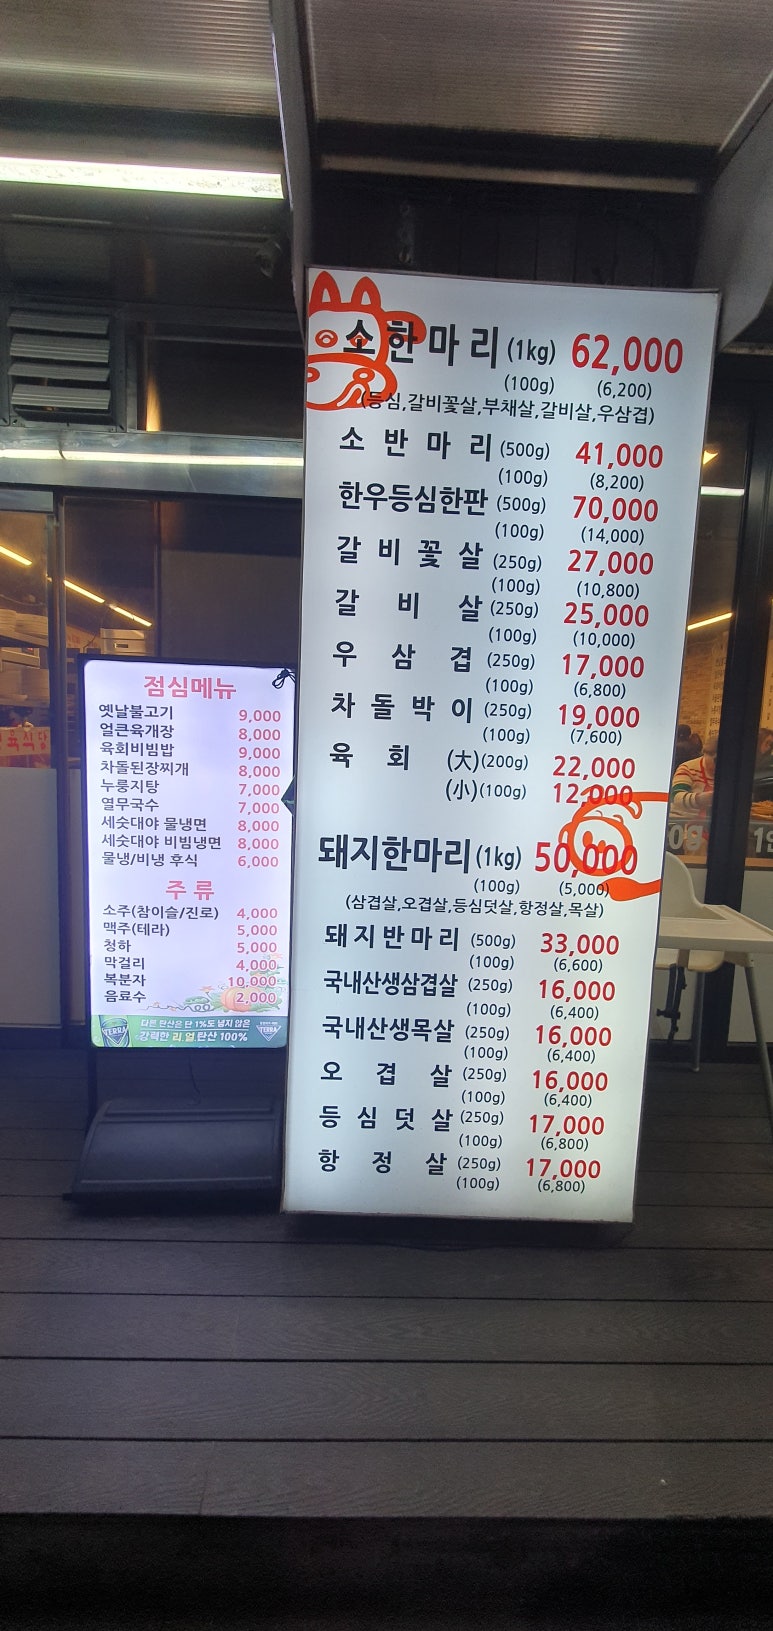 소한마리(1kg) 62,000
(100g) (6,200)
(등심,갈비꽃살,부채살,갈비살,우삼겹)
소반마리(500g) 41,000
(100g) (8,200)
한우등심한판(500g) 70,000
(100g) (14,000)
갈비꽃살(250g) 27,000
(100g) (10,800)
갈비살(250g) 25,000
(100g) (10,000)
우삼겹(250g) 17,000
(100g) (6,800)
차돌박이(250g) 19,000
(100g) (7,600)
육회(大)(200g) 22,000
(小)(100g) 12,000
돼지한마리(1kg) 50,000
(100g) (5,000)
(삼겹살,오겹살,등심덧살,항정살,목살)
돼지반마리(500g) 33,000
(100g) (6,600)
국내산생삼겹살(250g) 16,000
(100g) (6,400)
국내산생목살(250g) 16,000
(100g) (6,400)
오겹살(250g) 16,000
(100g) (6,400)
등심덧살(250g) 17,000
(100g) (6,800)
항정살(250g) 17,000
(100g) (6,800)
점심메뉴
옛날불고기 9,000
얼큰육개장 8,000
육회비빔밥 9,000
차돌된장찌개 8,000
누룽지탕 7,000
열무국수 7,000
세숫대야 물냉면 8,000
세숫대야 비빔냉면 8,000
물냉/비냉 후식 6,000
주류
소주(참이슬/진로) 4,000
맥주(테라) 5,000
청하 5,000
막걸리 4,000
복분자 10,000
음료수 2,000
다른 탄산은 단 1%도 넣지 않은
강력한 리얼탄산 100%
TERRA
TERRA
육식당